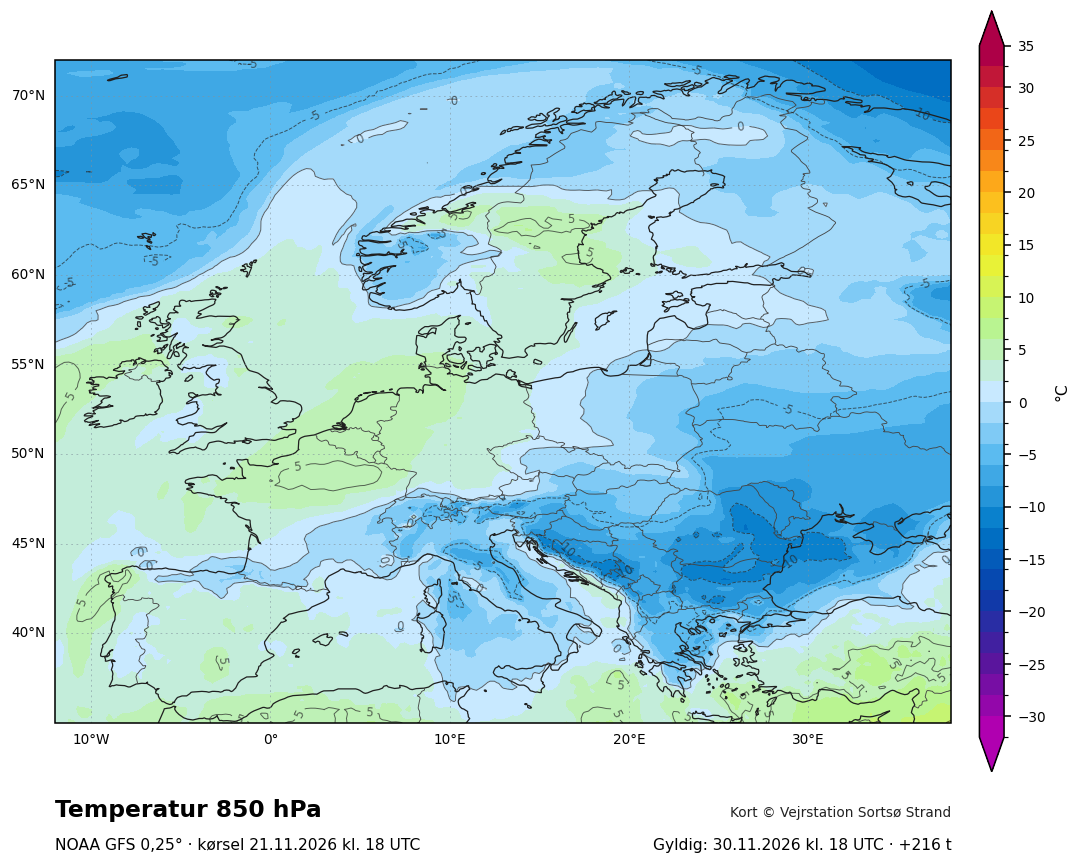 70°N
65°N
60°N
55°N
50°N
45°N
40°N
10°W
0°
10°E
20°E
30°E
35
30
25
20
15
10
5
0
−5
−10
−15
−20
−25
−30
°C
Temperatur 850 hPa
Kort © Vejrstation Sortsø Strand
NOAA GFS 0,25° · kørsel 21.11.2026 kl. 18 UTC
Gyldig: 30.11.2026 kl. 18 UTC · +216 t